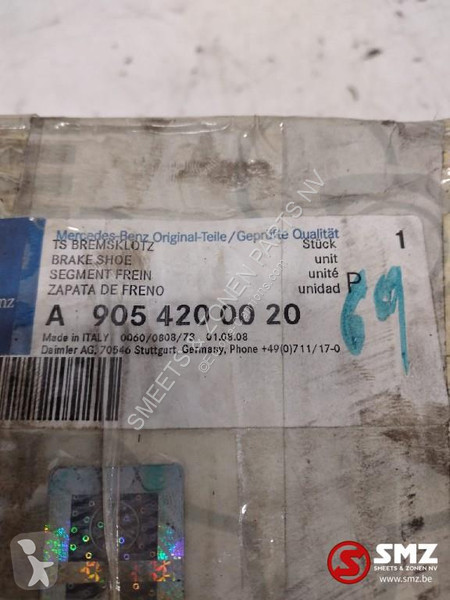 Mercedes-Benz Original-Teile/Geprüfte Qualität
TS BREMSKLOTZ
BRAKE SHOE
SEGMENT FREIN
ZAPATA DE FRENO
Stück
unit
unité
unidad
1
P
69
nz
A 905 420 00 20
Made in ITALY 0060/0808/73 01.08.08
Daimler AG, 70546 Stuttgart, Germany, Phone +49(0)711/17-0
SMEETS & ZONEN PARTS NV
SMZ
SMEETS & ZONEN NV
www.smz.be